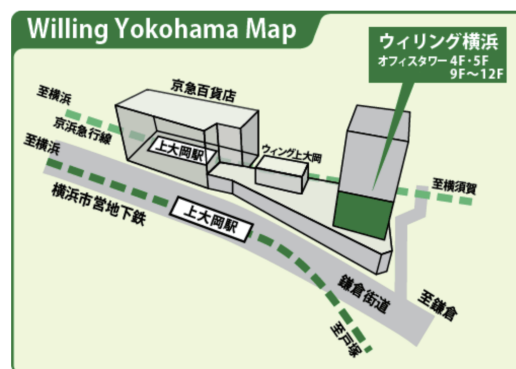 Willing Yokohama Map
ウィリング横浜
オフィスタワー 4F・5F
9F〜12F
京急百貨店
至横浜
京浜急行線
上大岡駅
ウィング上大岡
至横須賀
至横浜
横浜市営地下鉄
上大岡駅
鎌倉街道
至鎌倉
至戸塚